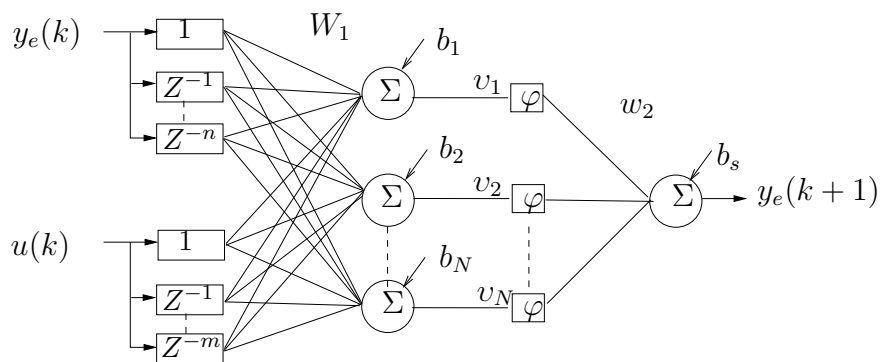 y_e(k)
1
Z^{-1}
Z^{-n}
u(k)
1
Z^{-1}
Z^{-m}
W_1
b_1
Σ
υ_1
φ
b_2
Σ
υ_2
φ
b_N
Σ
υ_N
φ
w_2
b_s
Σ
y_e(k + 1)